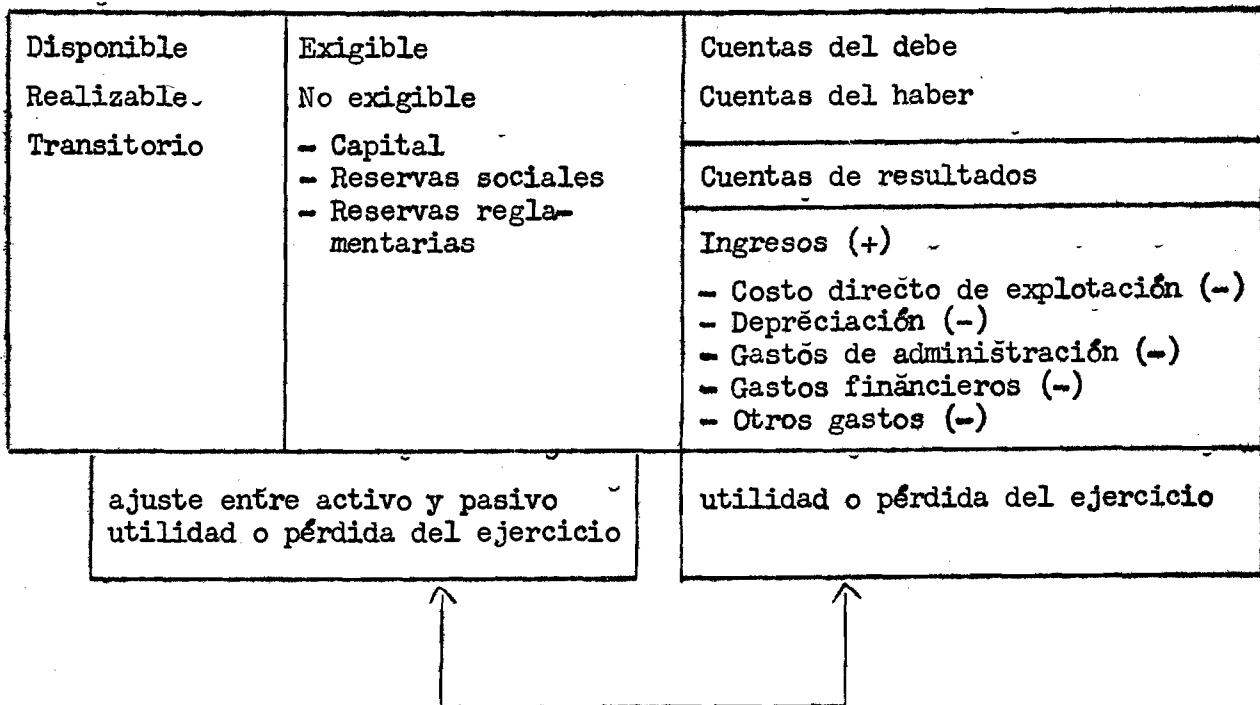 Disponible
Realizable
Transitorio
Exigible
No exigible
- Capital
- Reservas sociales
- Reservas regla-
mentarias
Cuentas del debe
Cuentas del haber
Cuentas de resultados
Ingresos (+)
- Costo directo de explotación (-)
- Depreciación (-)
- Gastos de administración (-)
- Gastos financieros (-)
- Otros gastos (-)
ajuste entre activo y pasivo
utilidad o pérdida del ejercicio
utilidad o pérdida del ejercicio